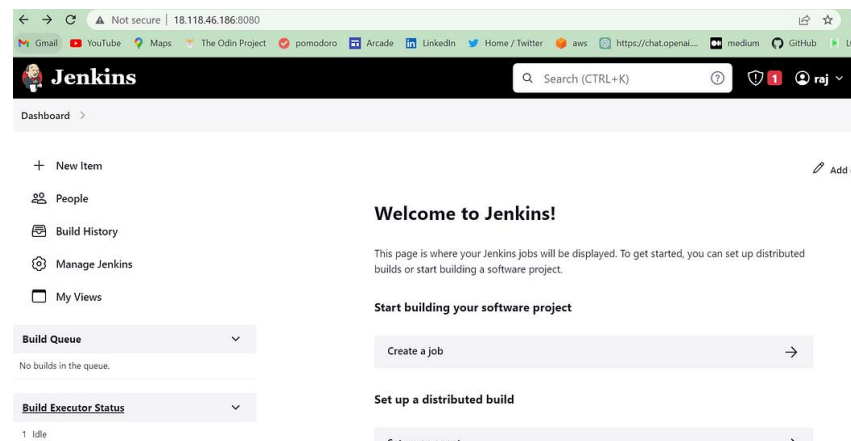 Not secure | 18.118.46.186:8080
Gmail YouTube Maps The Odin Project pomodoro Arcade LinkedIn Home / Twitter aws https://chat.openai.... medium GitHub
Jenkins Search (CTRL+K) 1 raj
Dashboard
New Item
Add
People
Welcome to Jenkins!
Build History
This page is where your Jenkins jobs will be displayed. To get started, you can set up distributed
builds or start building a software project.
Manage Jenkins
My Views
Start building your software project
Build Queue
Create a job
No builds in the queue.
Set up a distributed build
Build Executor Status
1 Idle